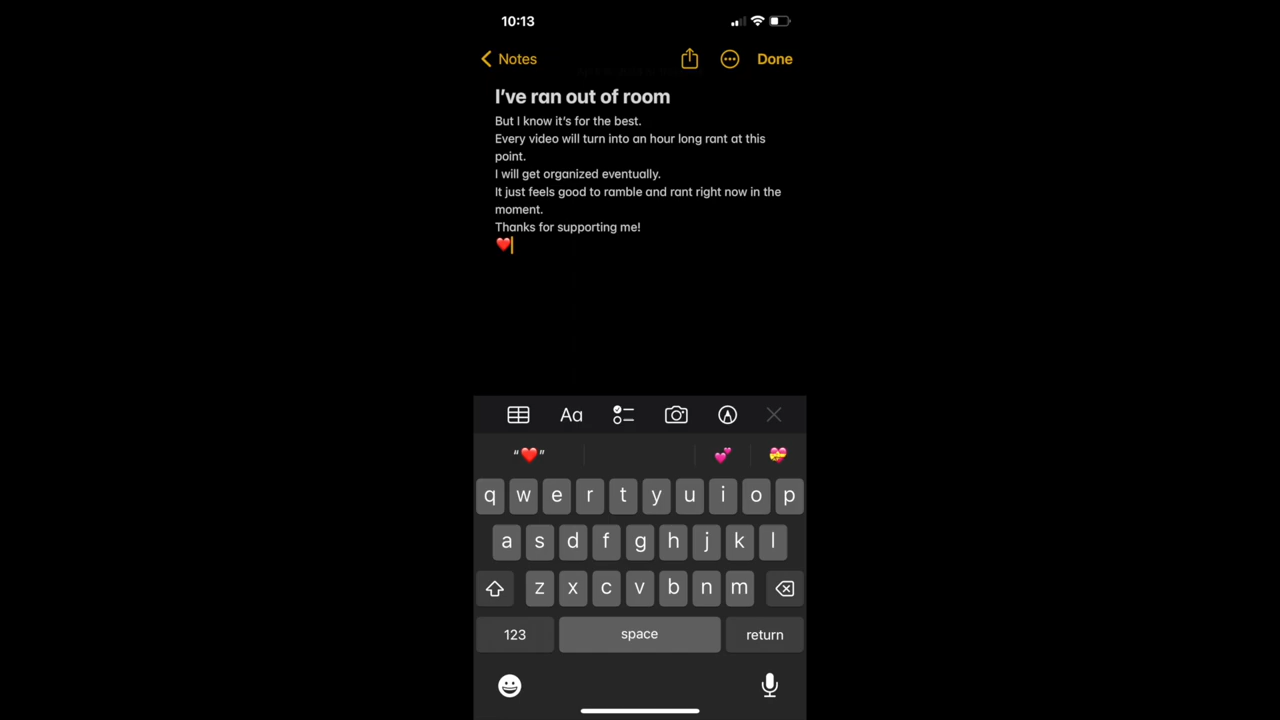 10:13
Notes
Done
I've ran out of room
But I know it's for the best.
Every video will turn into an hour long rant at this
point.
I will get organized eventually.
It just feels good to ramble and rant right now in the
moment.
Thanks for supporting me!
❤️
Aa
“❤️” 💕 💝
q w e r t y u i o p
a s d f g h j k l
z x c v b n m
123 space return